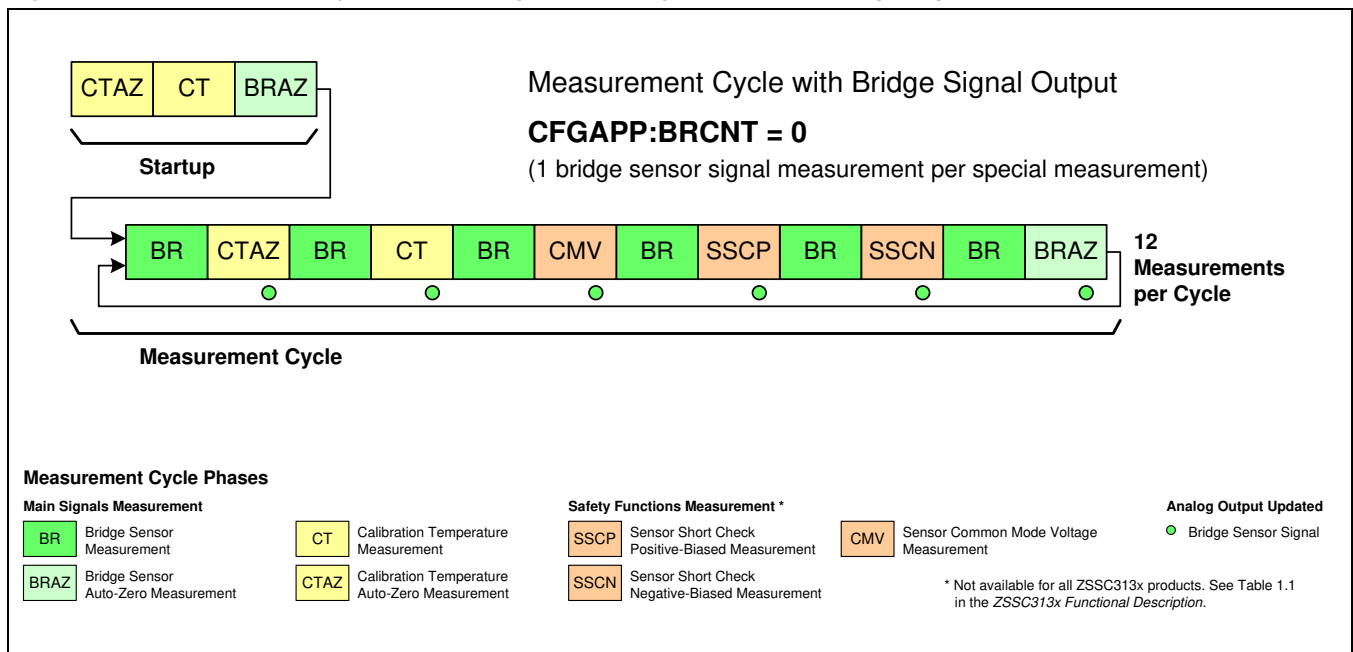 CTAZ CT BRAZ
Startup
Measurement Cycle with Bridge Signal Output
CFGAPP:BRCNT = 0
(1 bridge sensor signal measurement per special measurement)
BR CTAZ BR CT BR CMV BR SSCP BR SSCN BR BRAZ
12
Measurements
per Cycle
Measurement Cycle
Measurement Cycle Phases
Main Signals Measurement
BR
Bridge Sensor
Measurement
BRAZ
Bridge Sensor
Auto-Zero Measurement
CT
Calibration Temperature
Measurement
CTAZ
Calibration Temperature
Auto-Zero Measurement
Safety Functions Measurement *
SSCP
Sensor Short Check
Positive-Biased Measurement
SSCN
Sensor Short Check
Negative-Biased Measurement
CMV
Sensor Common Mode Voltage
Measurement
Analog Output Updated
Bridge Sensor Signal
* Not available for all ZSSC313x products. See Table 1.1
in the ZSSC313x Functional Description.